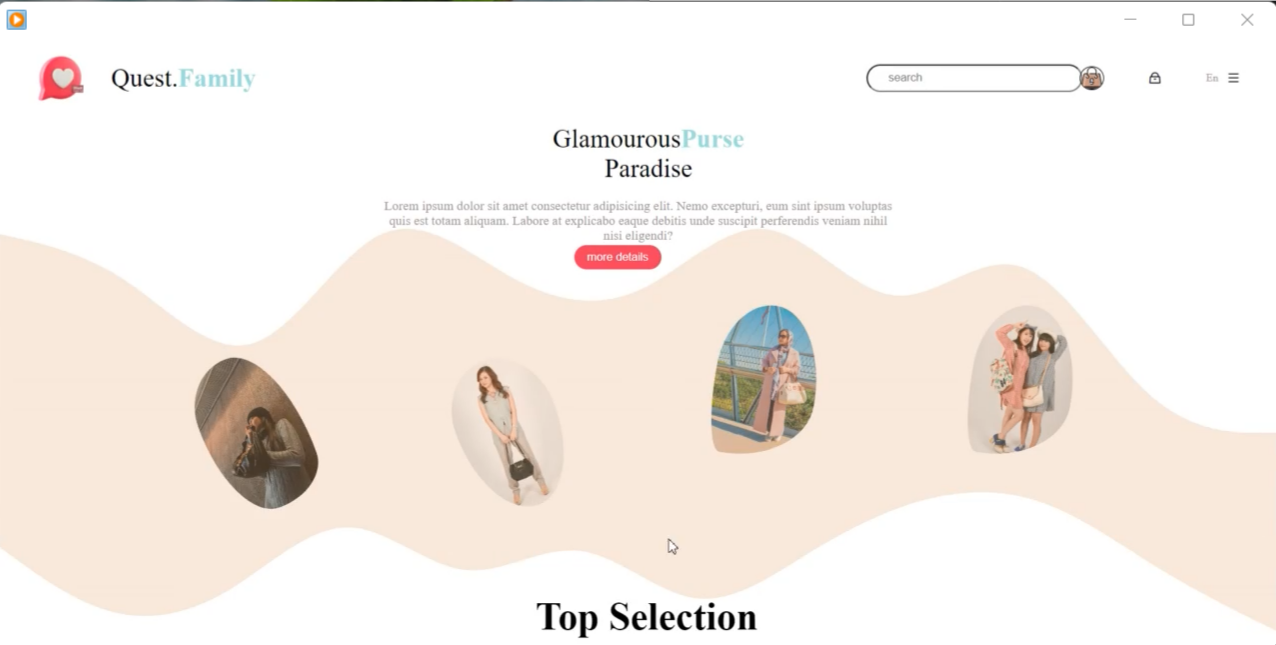 Quest.Family
search
En
GlamourousPurse
Paradise
Lorem ipsum dolor sit amet consectetur adipisicing elit. Nemo excepturi, eum sint ipsum voluptas
quis est totam aliquam. Labore at explicabo eaque debitis unde suscipit perferendis veniam nihil
nisi eligendi?
more details
Top Selection